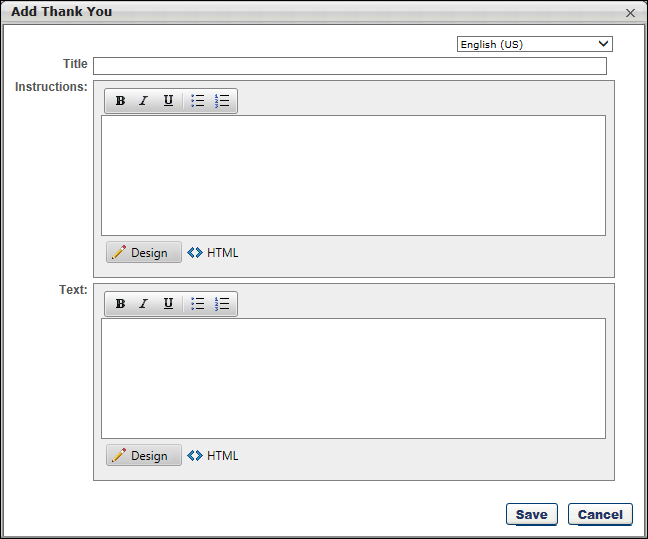 Add Thank You
English (US)
Title
Instructions:
B I U
Design HTML
Text:
B I U
Design HTML
Save Cancel